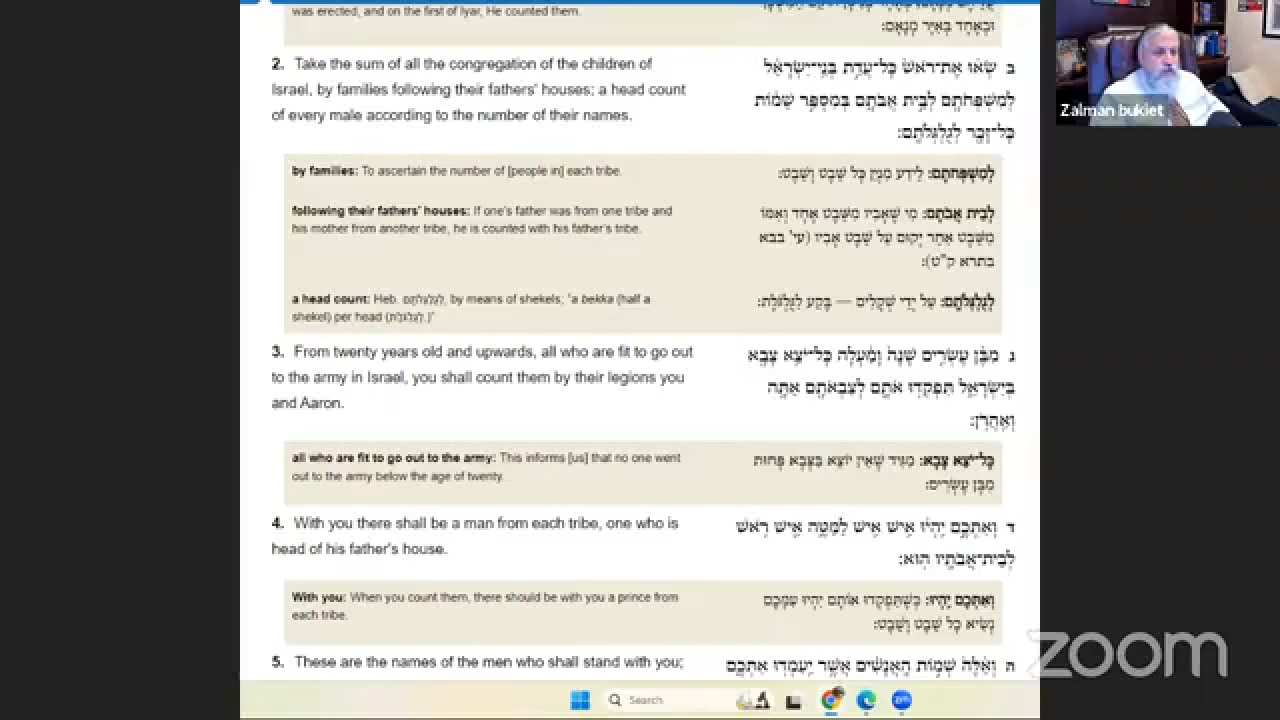 was erected, and on the first of Iyar, He counted them.
וּבְאֶחָד בְּאִיָּר מְנָאָם:
2. Take the sum of all the congregation of the children of
Israel, by families following their fathers' houses; a head count
of every male according to the number of their names.
ב שְׂאוּ אֶת־רֹאשׁ כָּל־עֲדַת בְּנֵי־יִשְׂרָאֵל
לְמִשְׁפְּחֹתָם לְבֵית אֲבֹתָם בְּמִסְפַּר שֵׁמוֹת
כָּל־זָכָר לְגֻלְגְּלֹתָם:
by families: To ascertain the number of [people in] each tribe.
לְמִשְׁפְּחֹתָם: לֵידַע מִנְיַן כָּל שֵׁבֶט וָשֵׁבֶט:
following their fathers' houses: If one's father was from one tribe and
his mother from another tribe, he is counted with his father's tribe.
לְבֵית אֲבֹתָם: מִי שֶׁאָבִיו מִשֵּׁבֶט אֶחָד וְאִמּוֹ
מִשֵּׁבֶט אַחֵר יָקוּם עַל שֵׁבֶט אָבִיו (עי' בבא
בתרא ק"ט):
a head count: Heb. לְגֻלְגְּלֹתָם, by means of shekels; "a bekka (half a
shekel) per head (לַגֻּלְגֹּלֶת.)"
לְגֻלְגְּלֹתָם: עַל יְדֵי שְׁקָלִים — בֶּקַע לַגֻּלְגֹּלֶת:
3. From twenty years old and upwards, all who are fit to go out
to the army in Israel, you shall count them by their legions you
and Aaron.
ג מִבֶּן עֶשְׂרִים שָׁנָה וָמַעְלָה כָּל־יֹצֵא צָבָא
בְּיִשְׂרָאֵל תִּפְקְדוּ אֹתָם לְצִבְאֹתָם אַתָּה
וְאַהֲרֹן:
all who are fit to go out to the army: This informs [us] that no one went
out to the army below the age of twenty.
כָּל־יֹצֵא צָבָא: מַגִּיד שֶׁאֵין יוֹצֵא בַּצָּבָא פָּחוֹת
מִבֶּן עֶשְׂרִים:
4. With you there shall be a man from each tribe, one who is
head of his father's house.
ד וְאִתְּכֶם יִהְיוּ אִישׁ אִישׁ לַמַּטֶּה אִישׁ רֹאשׁ
לְבֵית־אֲבֹתָיו הוּא:
With you: When you count them, there should be with you a prince from
each tribe.
וְאִתְּכֶם יִהְיוּ: כְּשֶׁתִּפְקְדוּ אוֹתָם יִהְיוּ עִמָּכֶם
נְשִׂיא כָּל שֵׁבֶט וָשֵׁבֶט:
5. These are the names of the men who shall stand with you;
ה וְאֵלֶּה שְׁמוֹת הָאֲנָשִׁים אֲשֶׁר יַעַמְדוּ אִתְּכֶם
Search
Zalman bukiet
zoom